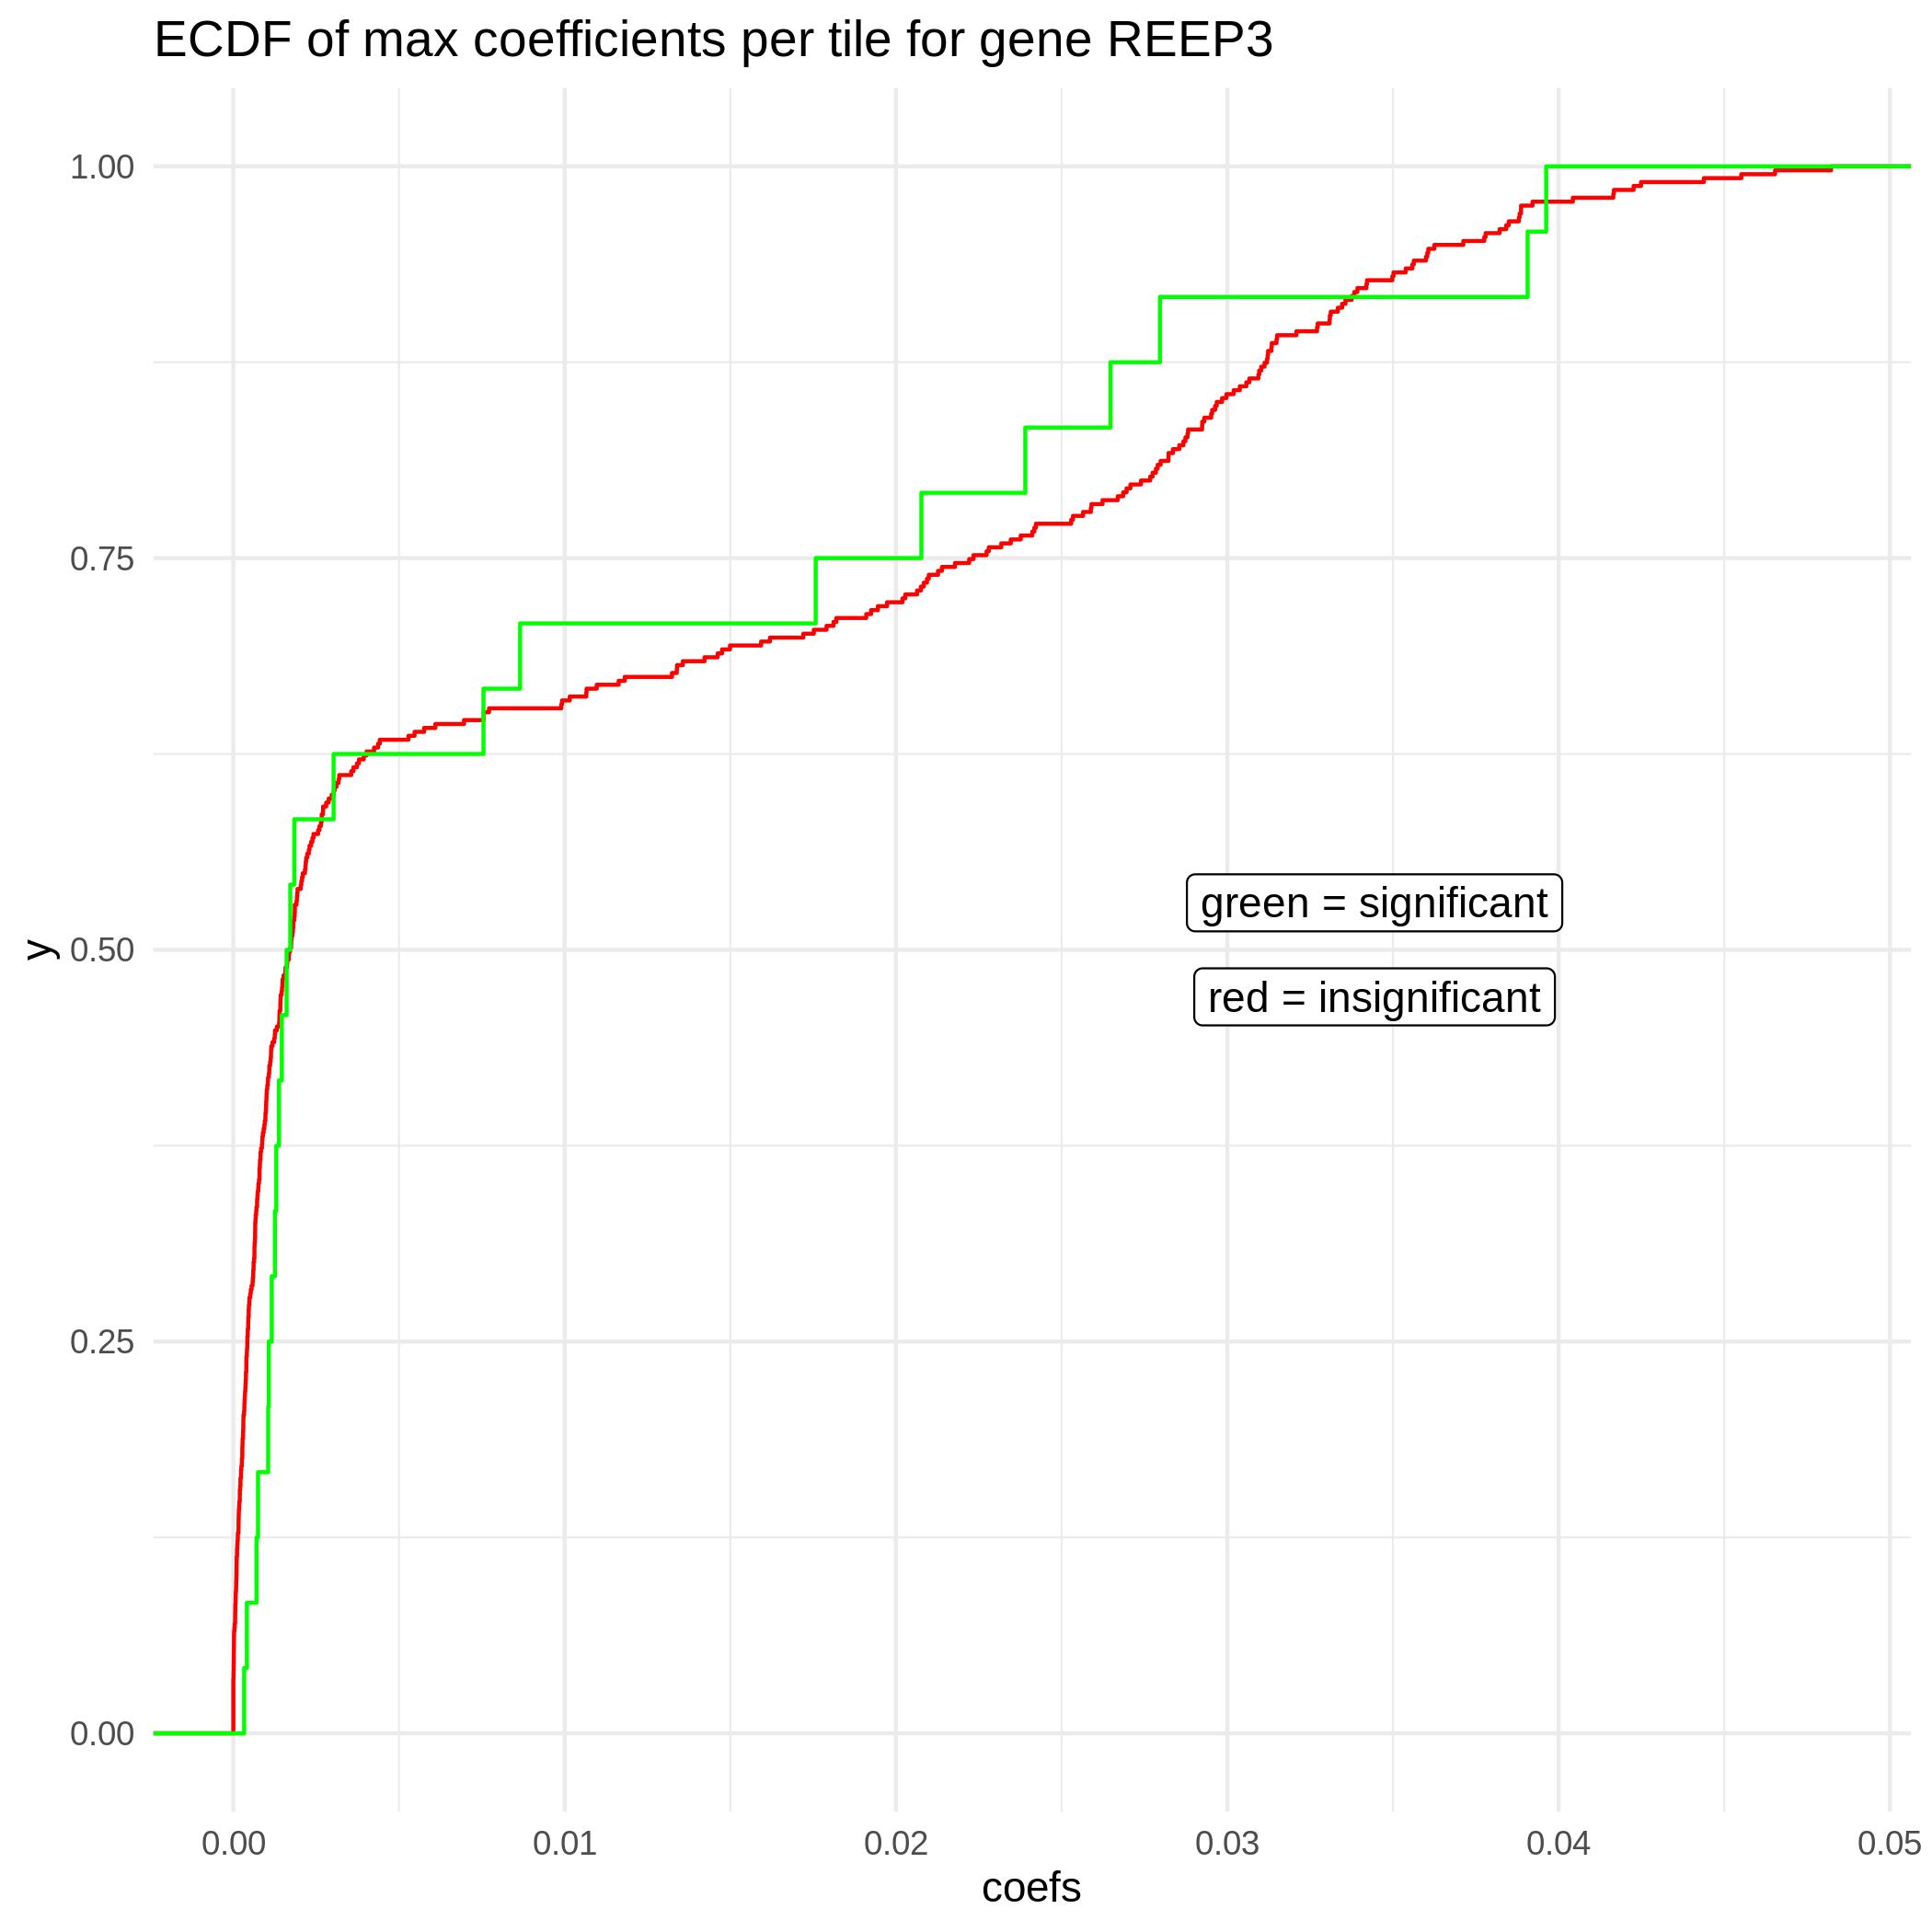 ECDF of max coefficients per tile for gene REEP3
1.00
0.75
0.50
0.25
0.00
y
green = significant
red = insignificant
0.00 0.01 0.02 0.03 0.04 0.05
coefs